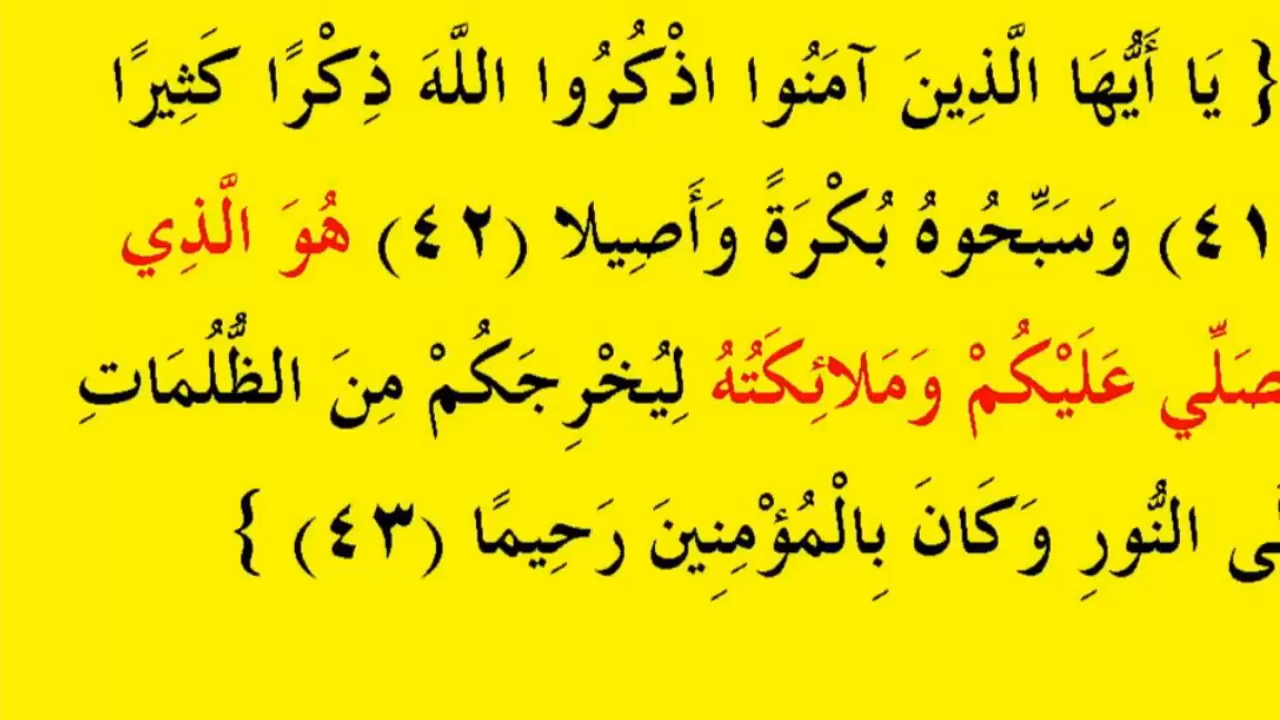 { يَا أَيُّهَا الَّذِينَ آمَنُوا اذْكُرُوا اللَّهَ ذِكْرًا كَثِيرًا
٤١) وَسَبِّحُوهُ بُكْرَةً وَأَصِيلا (٤٢) هُوَ الَّذِي
صَلِّي عَلَيْكُمْ وَمَلائِكَتُهُ لِيُخْرِجَكُمْ مِنَ الظُّلُمَاتِ
النُّورِ وَكَانَ بِالْمُؤْمِنِينَ رَحِيمًا (٤٣) }